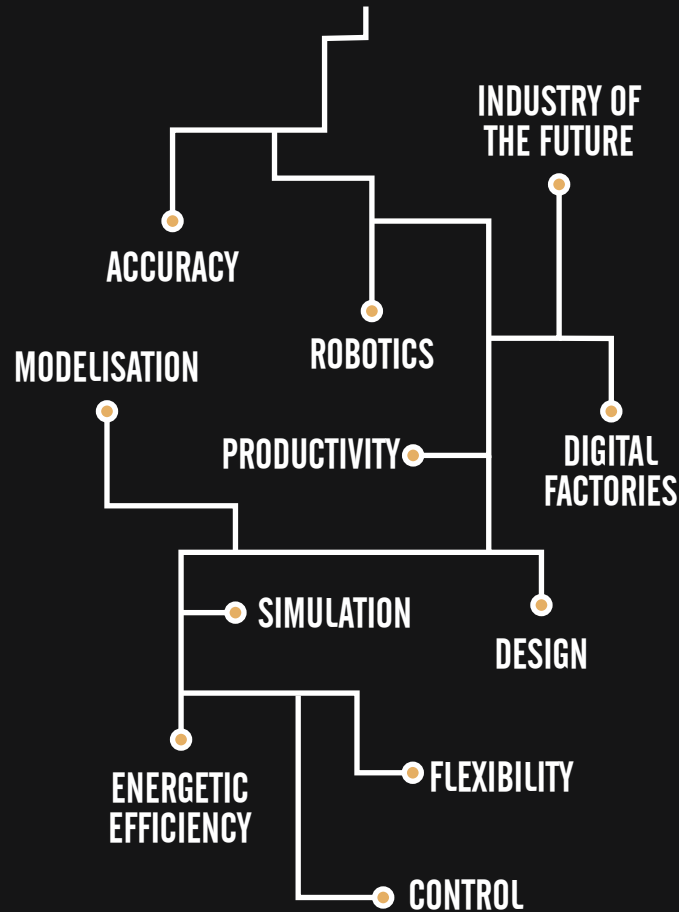 INDUSTRY OF
THE FUTURE
ACCURACY
ROBOTICS
MODELISATION
PRODUCTIVITY
DIGITAL
FACTORIES
SIMULATION
DESIGN
ENERGETIC
EFFICIENCY
FLEXIBILITY
CONTROL